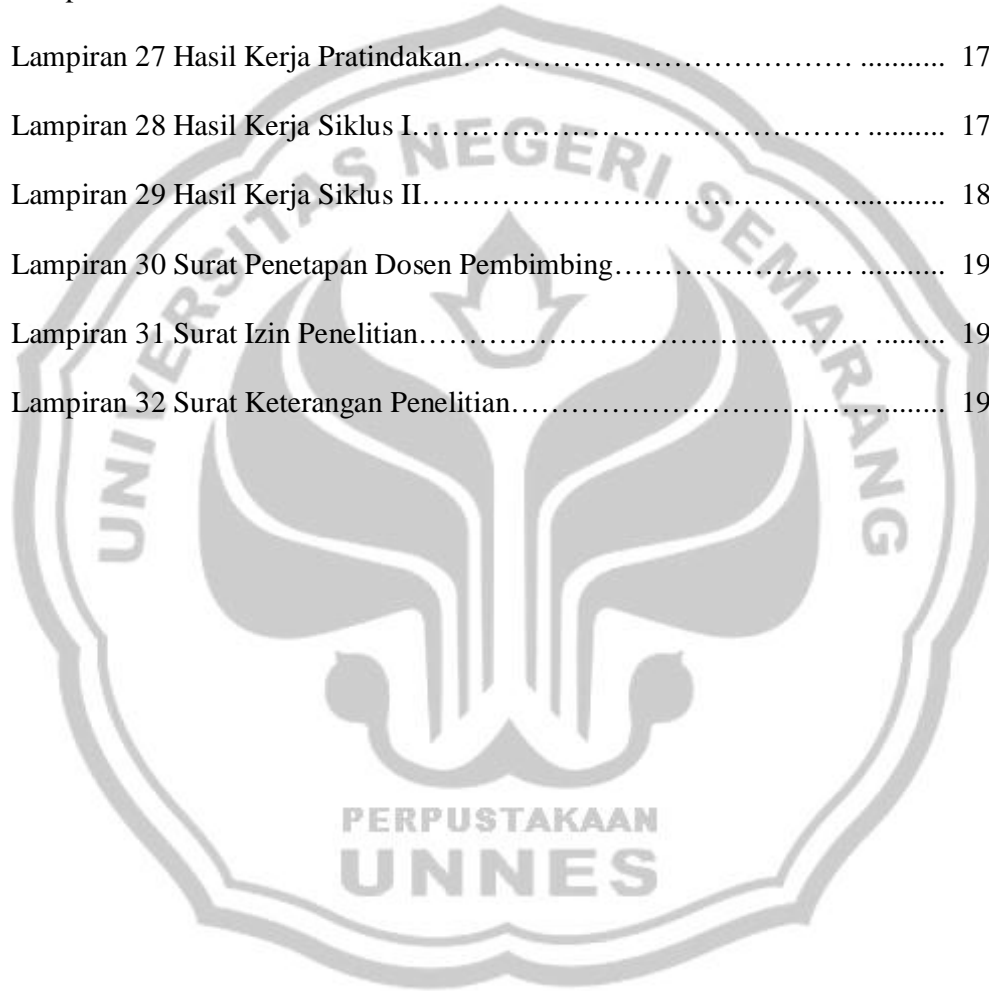 Lampiran 27 Hasil Kerja Pratindakan………………………………… ........... 17
Lampiran 28 Hasil Kerja Siklus I……………………………………… .......... 17
Lampiran 29 Hasil Kerja Siklus II…………………………………….............. 18
Lampiran 30 Surat Penetapan Dosen Pembimbing…………………… ........... 19
Lampiran 31 Surat Izin Penelitian……………………………………… ......... 19
Lampiran 32 Surat Keterangan Penelitian……………………………… ......... 19
UNIVERSITAS NEGERI SEMARANG
PERPUSTAKAAN
UNNES